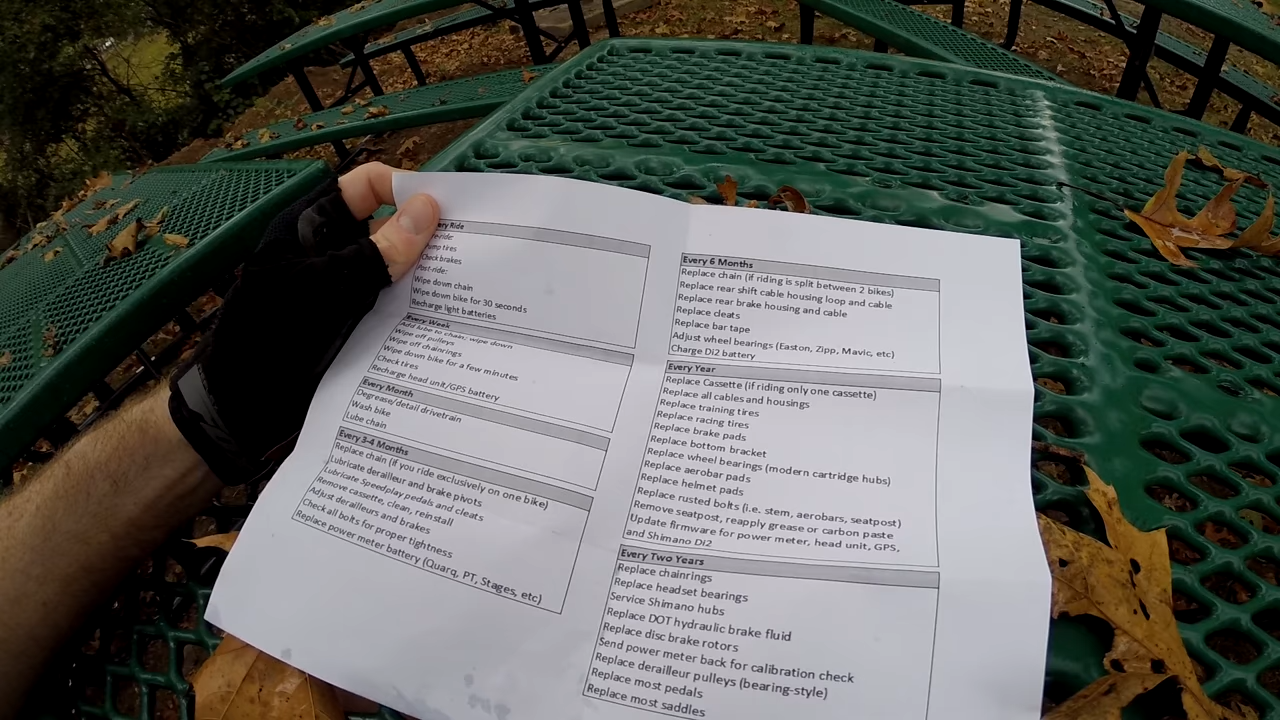 ery Ride
e-ride:
ump tires
Check brakes
Post-ride:
Wipe down chain
Wipe down bike for 30 seconds
Recharge light batteries
Every Week
Add lube to chain; wipe down
Wipe off pulleys
Wipe off chainrings
Wipe down bike for a few minutes
Check tires
Recharge head unit/GPS battery
Every Month
Degrease/detail drivetrain
Wash bike
Lube chain
Every 3-4 Months
Replace chain (if you ride exclusively on one bike)
Lubricate derailleur and brake pivots
Lubricate Speedplay pedals and cleats
Remove cassette, clean, reinstall
Adjust derailleurs and brakes
Check all bolts for proper tightness
Replace power meter battery (Quarq, PT, Stages, etc)
Every 6 Months
Replace chain (if riding is split between 2 bikes)
Replace rear shift cable housing loop and cable
Replace rear brake housing and cable
Replace cleats
Replace bar tape
Adjust wheel bearings (Easton, Zipp, Mavic, etc)
Charge Di2 battery
Every Year
Replace Cassette (if riding only one cassette)
Replace all cables and housings
Replace training tires
Replace racing tires
Replace brake pads
Replace bottom bracket
Replace wheel bearings (modern cartridge hubs)
Replace aerobar pads
Replace helmet pads
Replace rusted bolts (i.e. stem, aerobars, seatpost)
Remove seatpost, reapply grease or carbon paste
Update firmware for power meter, head unit, GPS,
and Shimano Di2
Every Two Years
Replace chainrings
Replace headset bearings
Service Shimano hubs
Replace DOT hydraulic brake fluid
Replace disc brake rotors
Send power meter back for calibration check
Replace derailleur pulleys (bearing-style)
Replace most pedals
Replace most saddles